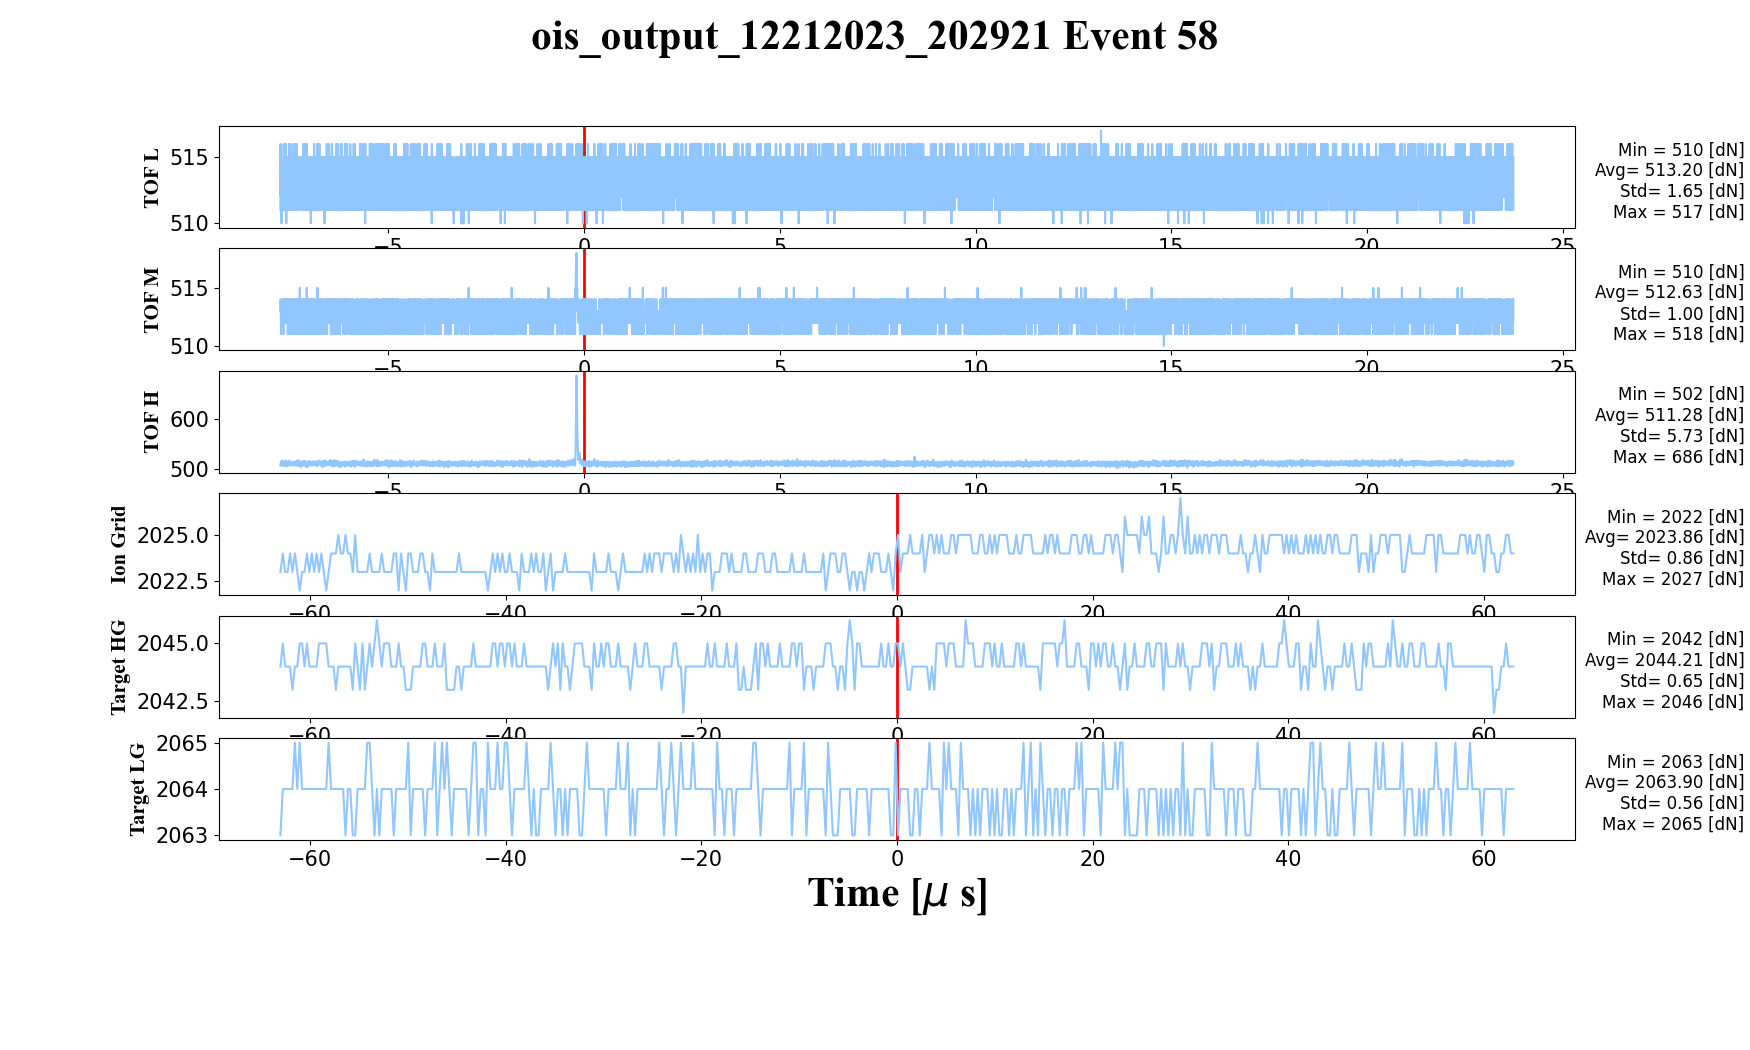 ois_output_12212023_202921 Event 58
TOF L
515
510
−5 0 5 10 15 20 25
Min = 510 [dN]
Avg= 513.20 [dN]
Std= 1.65 [dN]
Max = 517 [dN]
TOF M
515
510
−5 0 5 10 15 20 25
Min = 510 [dN]
Avg= 512.63 [dN]
Std= 1.00 [dN]
Max = 518 [dN]
TOF H
600
500
−5 0 5 10 15 20 25
Min = 502 [dN]
Avg= 511.28 [dN]
Std= 5.73 [dN]
Max = 686 [dN]
Ion Grid
2025.0
2022.5
−60 −40 −20 0 20 40 60
Min = 2022 [dN]
Avg= 2023.86 [dN]
Std= 0.86 [dN]
Max = 2027 [dN]
Target HG
2045.0
2042.5
−60 −40 −20 0 20 40 60
Min = 2042 [dN]
Avg= 2044.21 [dN]
Std= 0.65 [dN]
Max = 2046 [dN]
Target LG
2065
2064
2063
−60 −40 −20 0 20 40 60
Min = 2063 [dN]
Avg= 2063.90 [dN]
Std= 0.56 [dN]
Max = 2065 [dN]
Time [μ s]